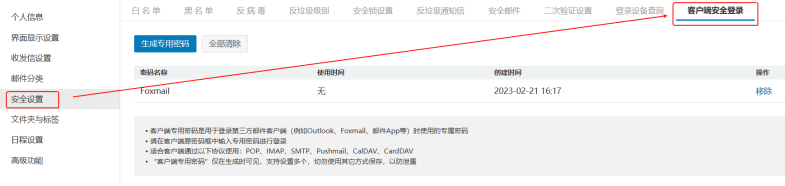 个人信息
界面显示设置
收发信设置
邮件分类
安全设置
文件夹与标签
日程设置
高级功能
白名单 黑名单 反病毒 反垃圾级别 安全锁设置 反垃圾通知信 安全邮件 二次验证设置 登录设备查询 客户端安全登录
生成专用密码 全部清除
密码名称 使用时间 创建时间 操作
Foxmail 无 2023-02-21 16:17 移除
• 客户端专用密码是用于登录第三方邮件客户端（例如Outlook、Foxmail、邮件App等）时使用的专属密码
• 请在客户端原密码框中输入专用密码进行登录
• 适合客户端通过以下协议使用：POP、IMAP、SMTP、Pushmail、CalDAV、CardDAV
• “客户端专用密码”仅在生成时可见，支持设置多个，切勿使用其它方式保存，以防泄露